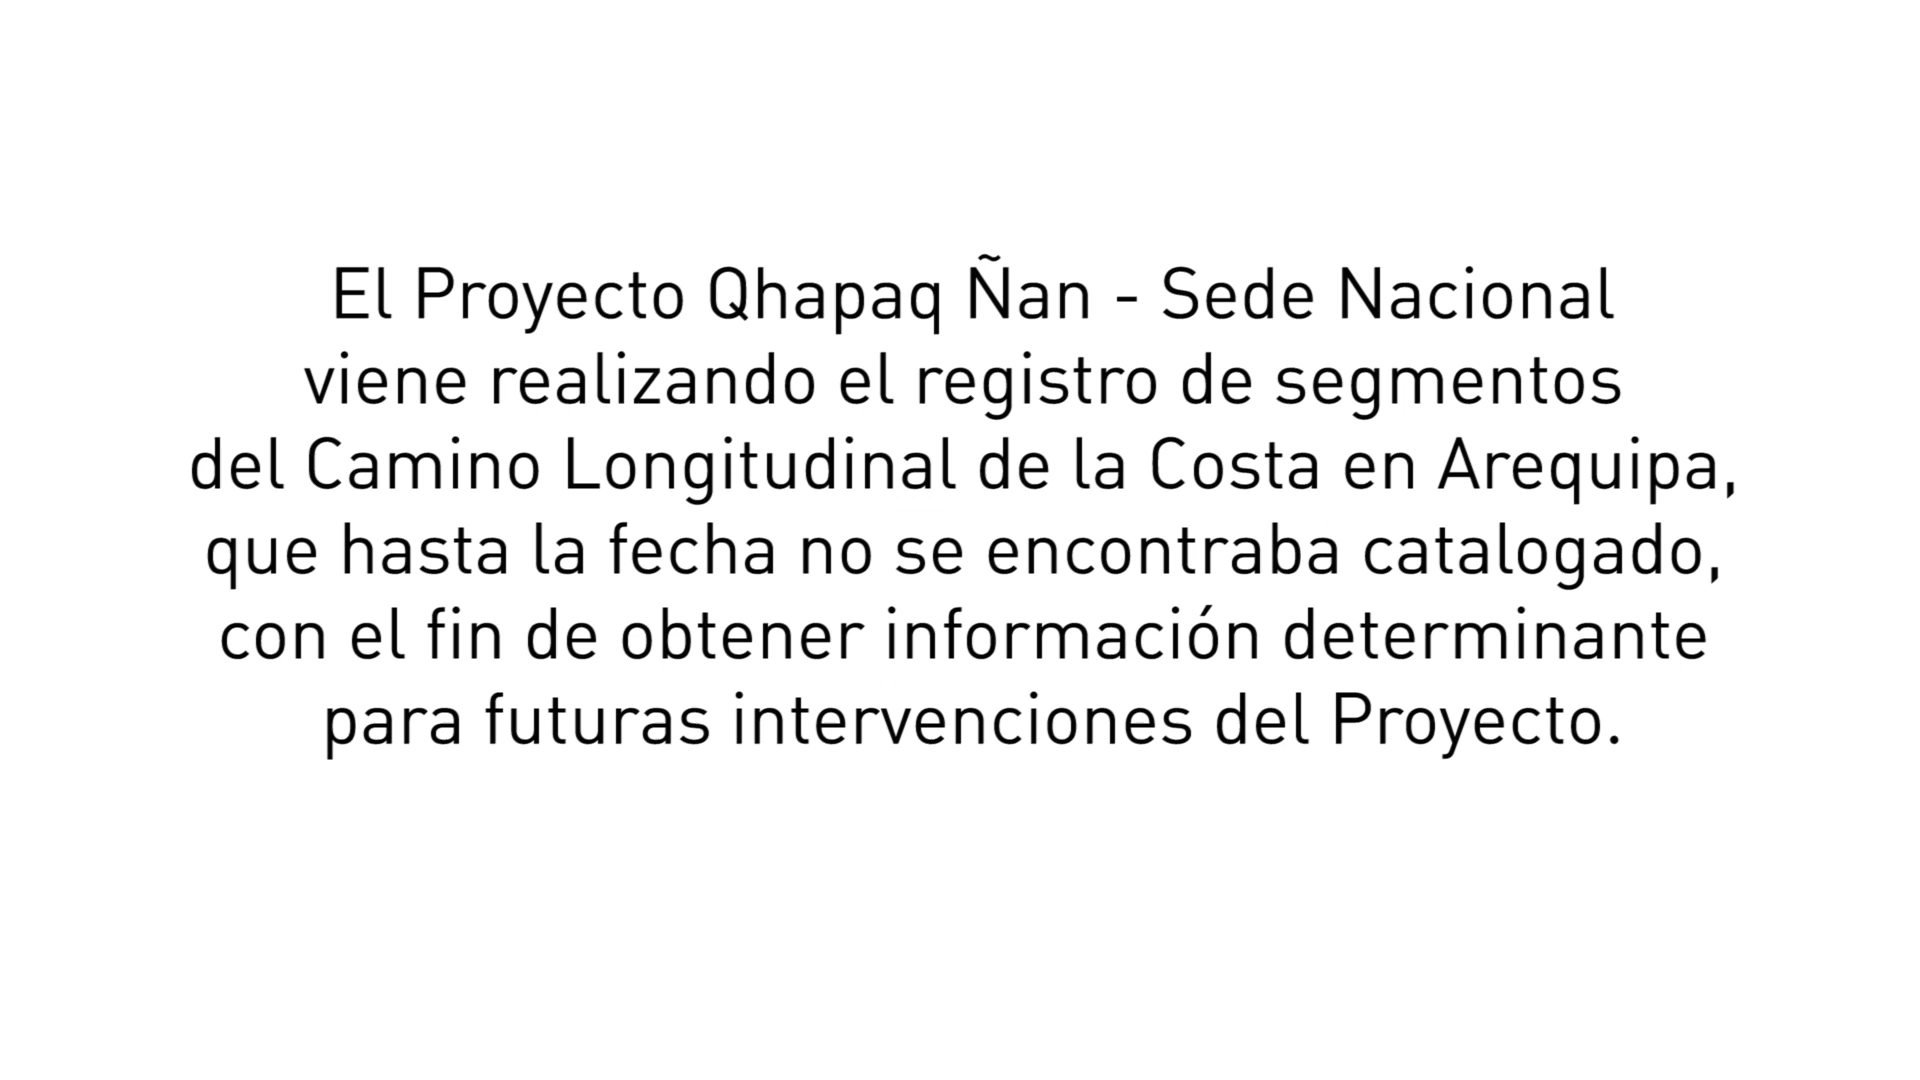 El Proyecto Qhapaq Ñan - Sede Nacional
viene realizando el registro de segmentos
del Camino Longitudinal de la Costa en Arequipa,
que hasta la fecha no se encontraba catalogado,
con el fin de obtener información determinante
para futuras intervenciones del Proyecto.